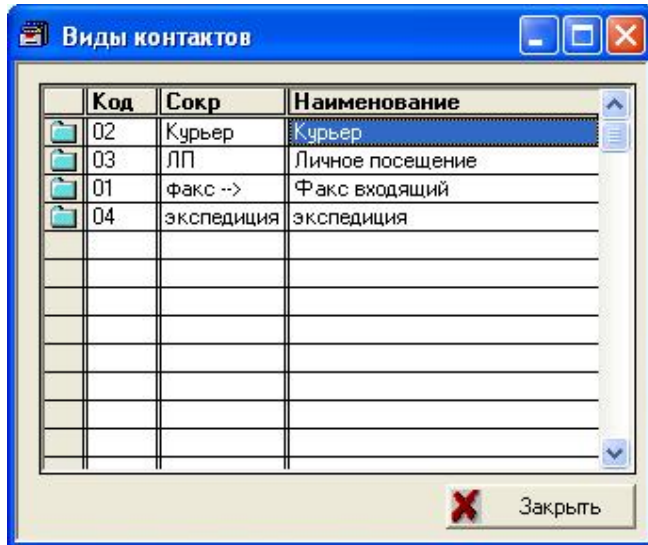 Виды контактов
Код Сокр Наименование
02 Курьер Курьер
03 ЛП Личное посещение
01 факс --> Факс входящий
04 экспедиция экспедиция
Закрыть